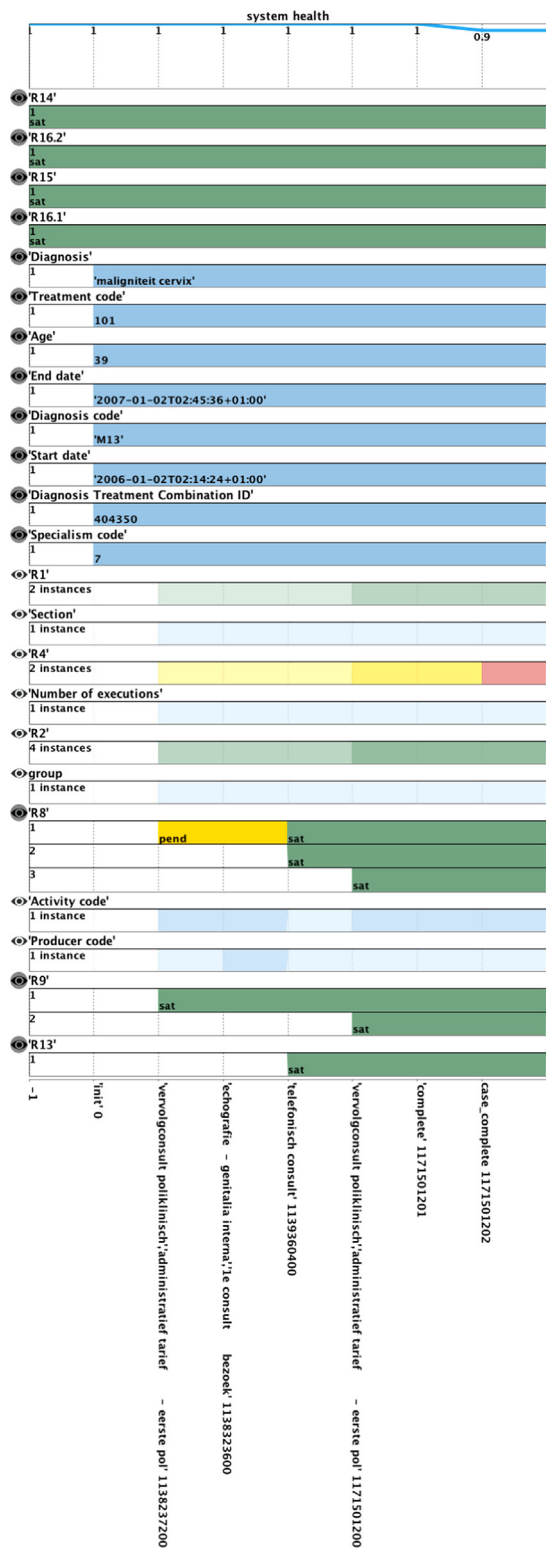 system health
1 1 1 1 1 1 1 0.9
'R14'
1
sat
'R16.2'
1
sat
'R15'
1
sat
'R16.1'
1
sat
'Diagnosis'
1
'maligniteit cervix'
'Treatment code'
1
101
'Age'
1
39
'End date'
1
'2007-01-02T02:45:36+01:00'
'Diagnosis code'
1
'M13'
'Start date'
1
'2006-01-02T02:14:24+01:00'
'Diagnosis Treatment Combination ID'
1
404350
'Specialism code'
1
7
'R1'
2 instances
'Section'
1 instance
'R4'
2 instances
'Number of executions'
1 instance
'R2'
4 instances
group
1 instance
'R8'
1
pend sat
2
sat
3
sat
'Activity code'
1 instance
'Producer code'
1 instance
'R9'
1
sat
2
sat
'R13'
1
sat
-1
'init' 0
'vervolgconsult poliklinisch','administratief tarief - eerste pol' 1138237200
'echografie - genitalia interna','1e consult bezoek' 1138323600
'telefonisch consult' 1139360400
'vervolgconsult poliklinisch','administratief tarief - eerste pol' 1171501200
'complete' 1171501201
case_complete 1171501202